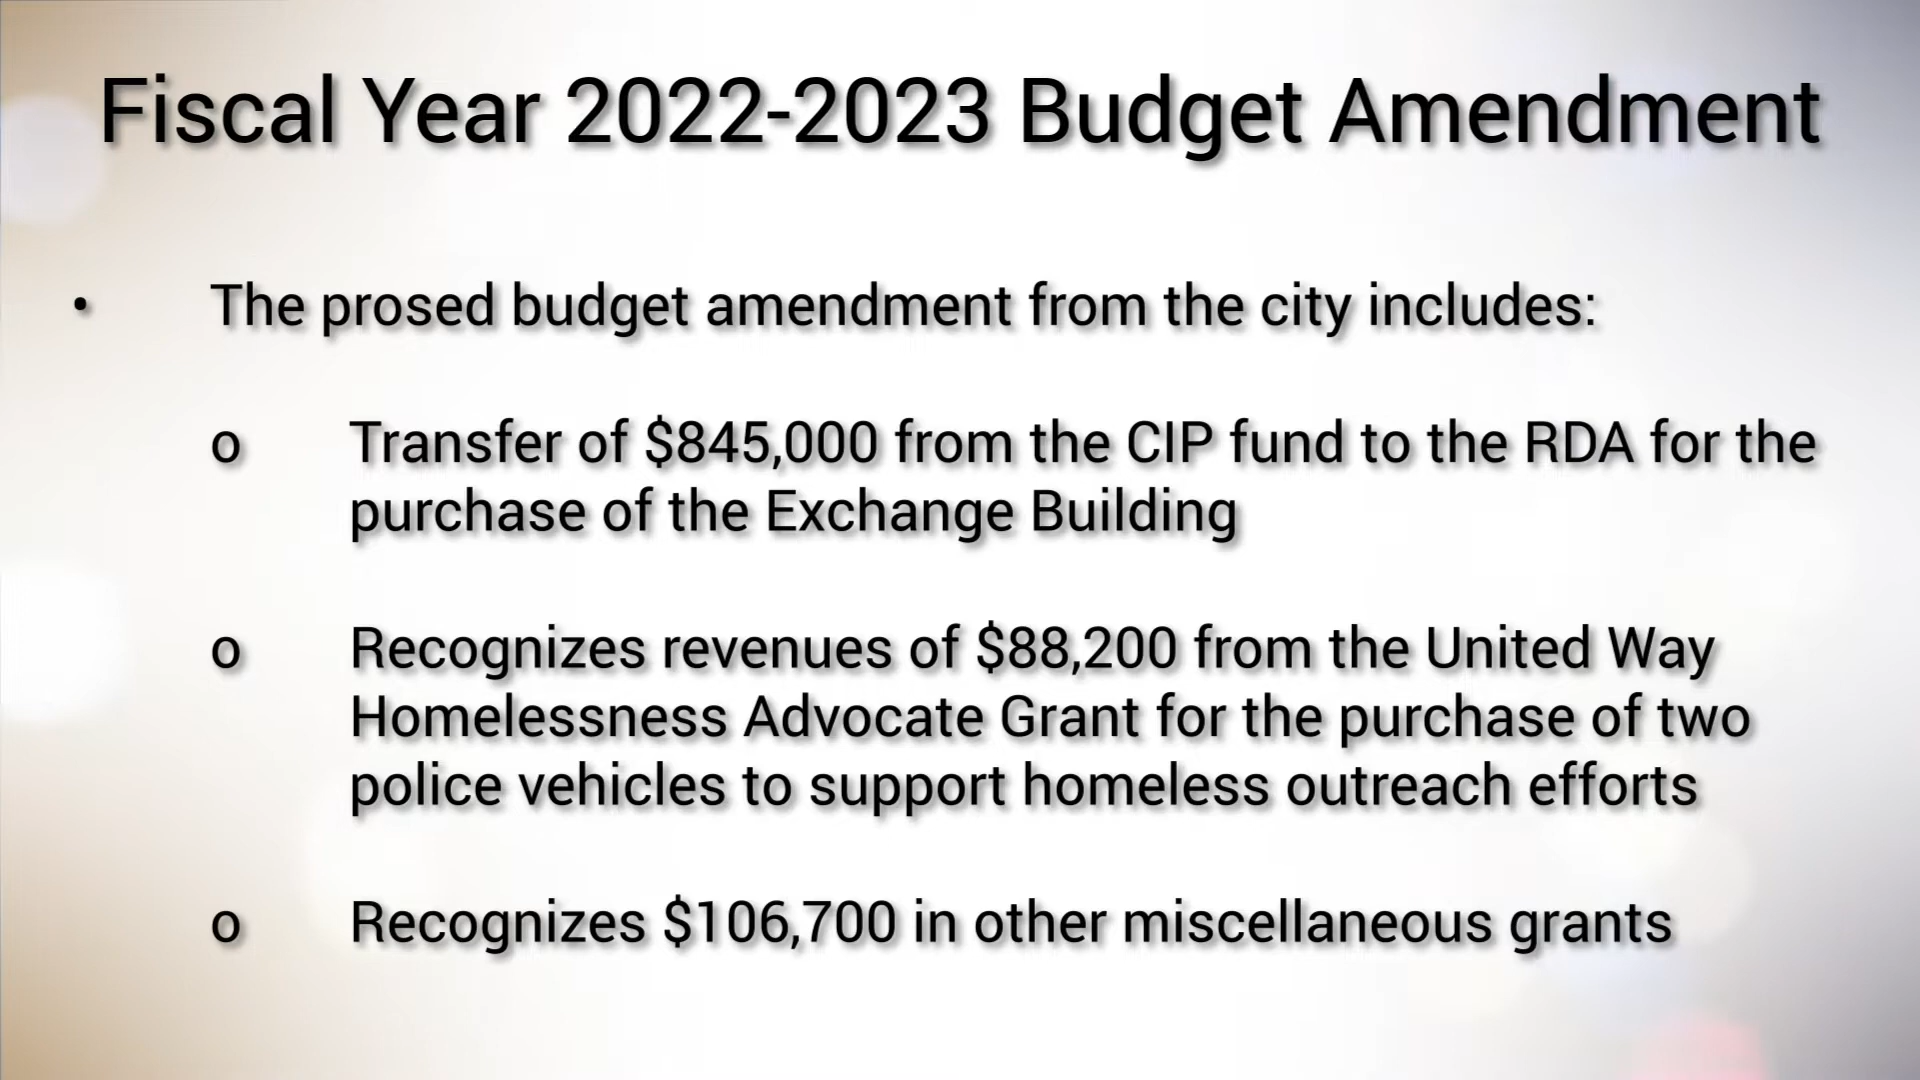 Fiscal Year 2022-2023 Budget Amendment
• The prosed budget amendment from the city includes:
o Transfer of $845,000 from the CIP fund to the RDA for the
purchase of the Exchange Building
o Recognizes revenues of $88,200 from the United Way
Homelessness Advocate Grant for the purchase of two
police vehicles to support homeless outreach efforts
o Recognizes $106,700 in other miscellaneous grants